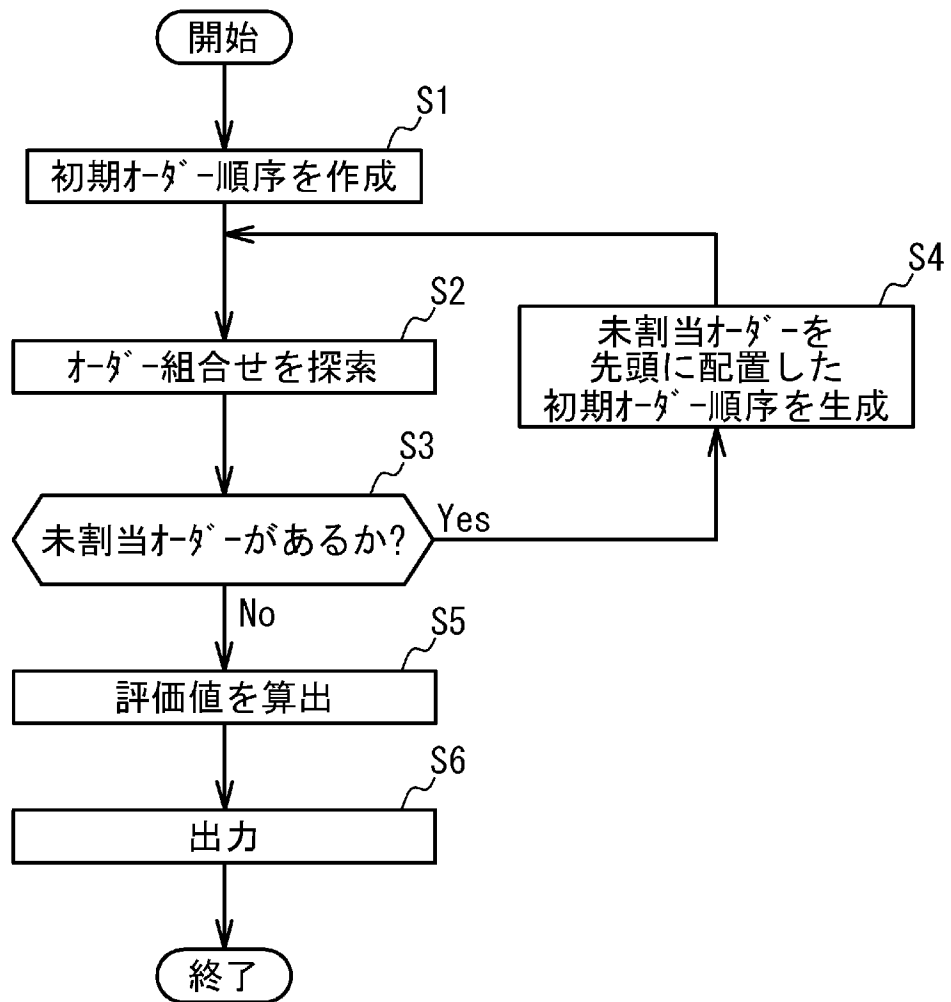 開始
S1
初期ｵｰﾀﾞｰ順序を作成
S2
ｵｰﾀﾞｰ組合せを探索
S3
未割当ｵｰﾀﾞｰがあるか?
Yes
S4
未割当ｵｰﾀﾞｰを
先頭に配置した
初期ｵｰﾀﾞｰ順序を生成
No
S5
評価値を算出
S6
出力
終了